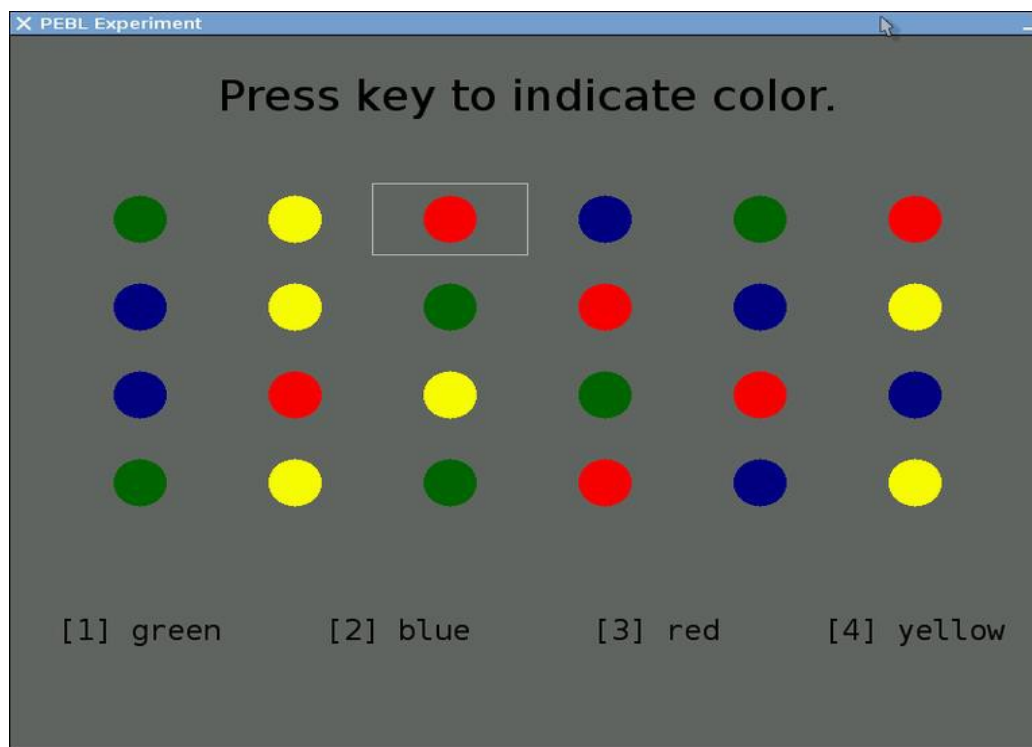 PEBL Experiment
Press key to indicate color.
[1] green [2] blue [3] red [4] yellow